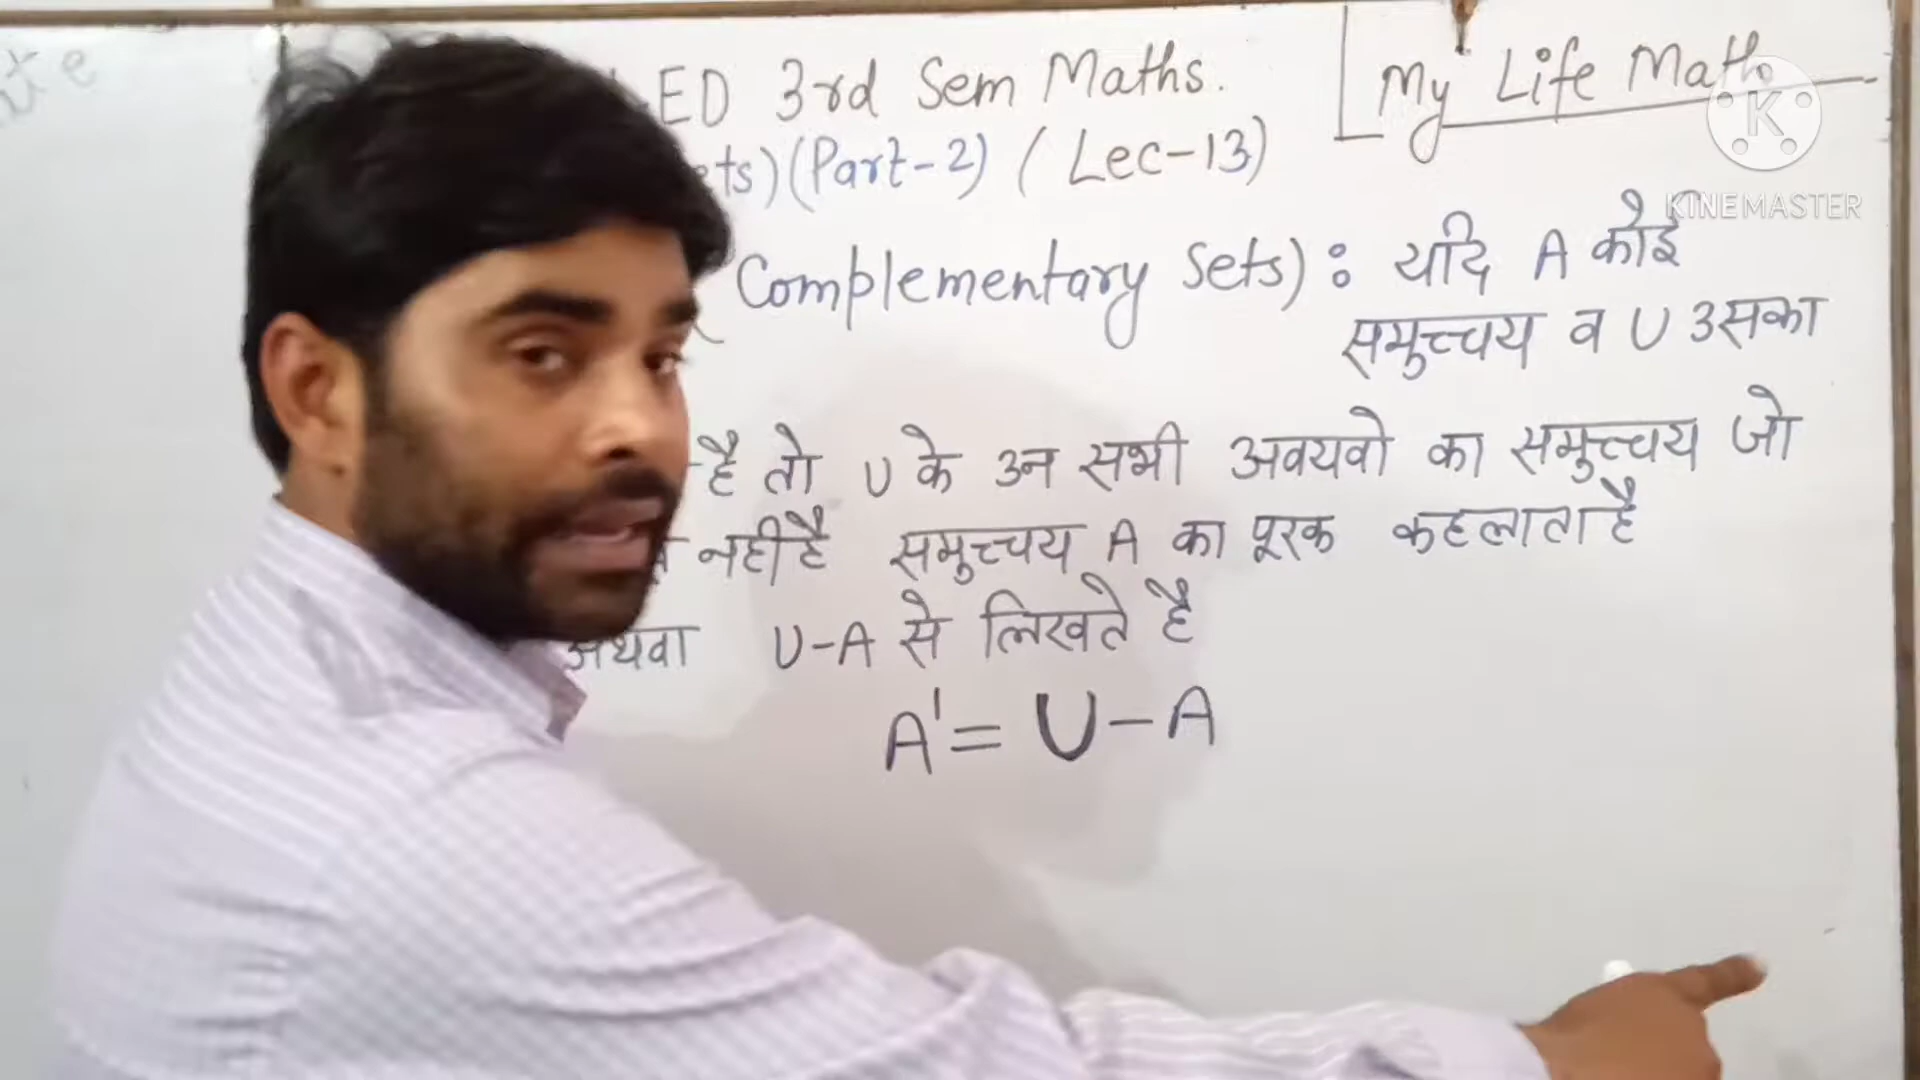 ED 3rd Sem Maths.
My Life Math
ets) (Part-2) (Lec-13)
KINEMASTER
(Complementary Sets) : यदि A कोई
समुच्चय व U उसका
है तो U के उन सभी अवयवो का समुच्चय जो
नही है समुच्चय A का पूरक कहलाता है
अथवा U-A से लिखते है
A' = U - A